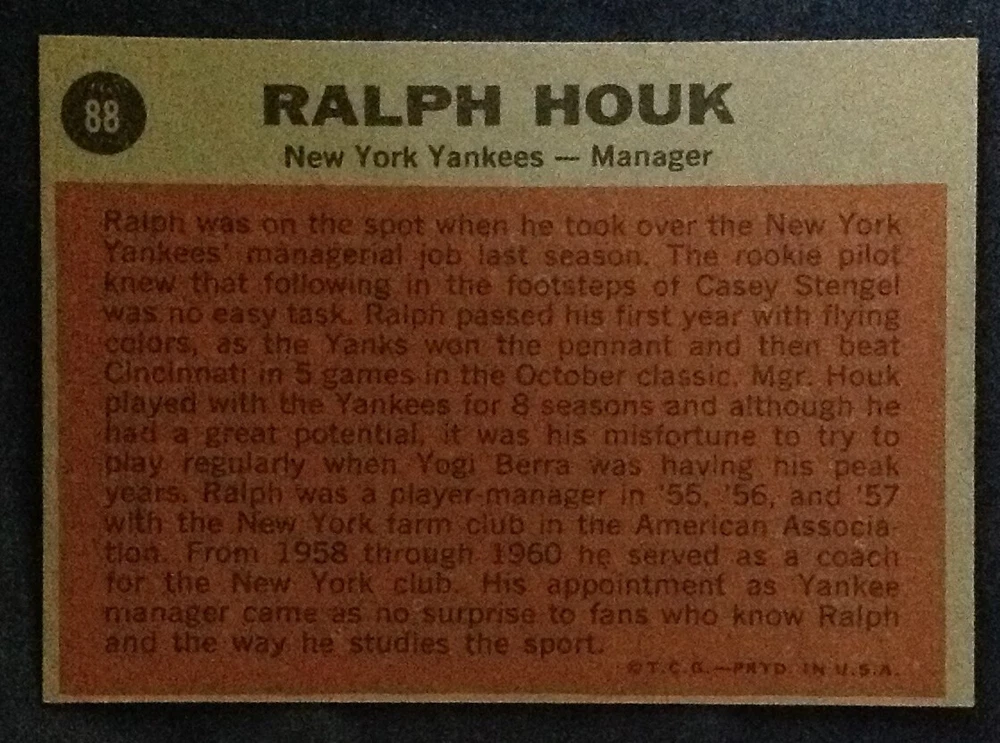 88
RALPH HOUK
New York Yankees — Manager
Ralph was on the spot when he took over the New York
Yankees' managerial job last season. The rookie pilot
knew that following in the footsteps of Casey Stengel
was no easy task. Ralph passed his first year with flying
colors, as the Yanks won the pennant and then beat
Cincinnati in 5 games in the October classic. Mgr. Houk
played with the Yankees for 8 seasons and although he
had a great potential, it was his misfortune to try to
play regularly when Yogi Berra was having his peak
years. Ralph was a player-manager in '55, '56, and '57
with the New York farm club in the American Associa-
tion. From 1958 through 1960 he served as a coach
for the New York club. His appointment as Yankee
manager came as no surprise to fans who know Ralph
and the way he studies the sport.
©T.C.G.—PRTD. IN U.S.A.